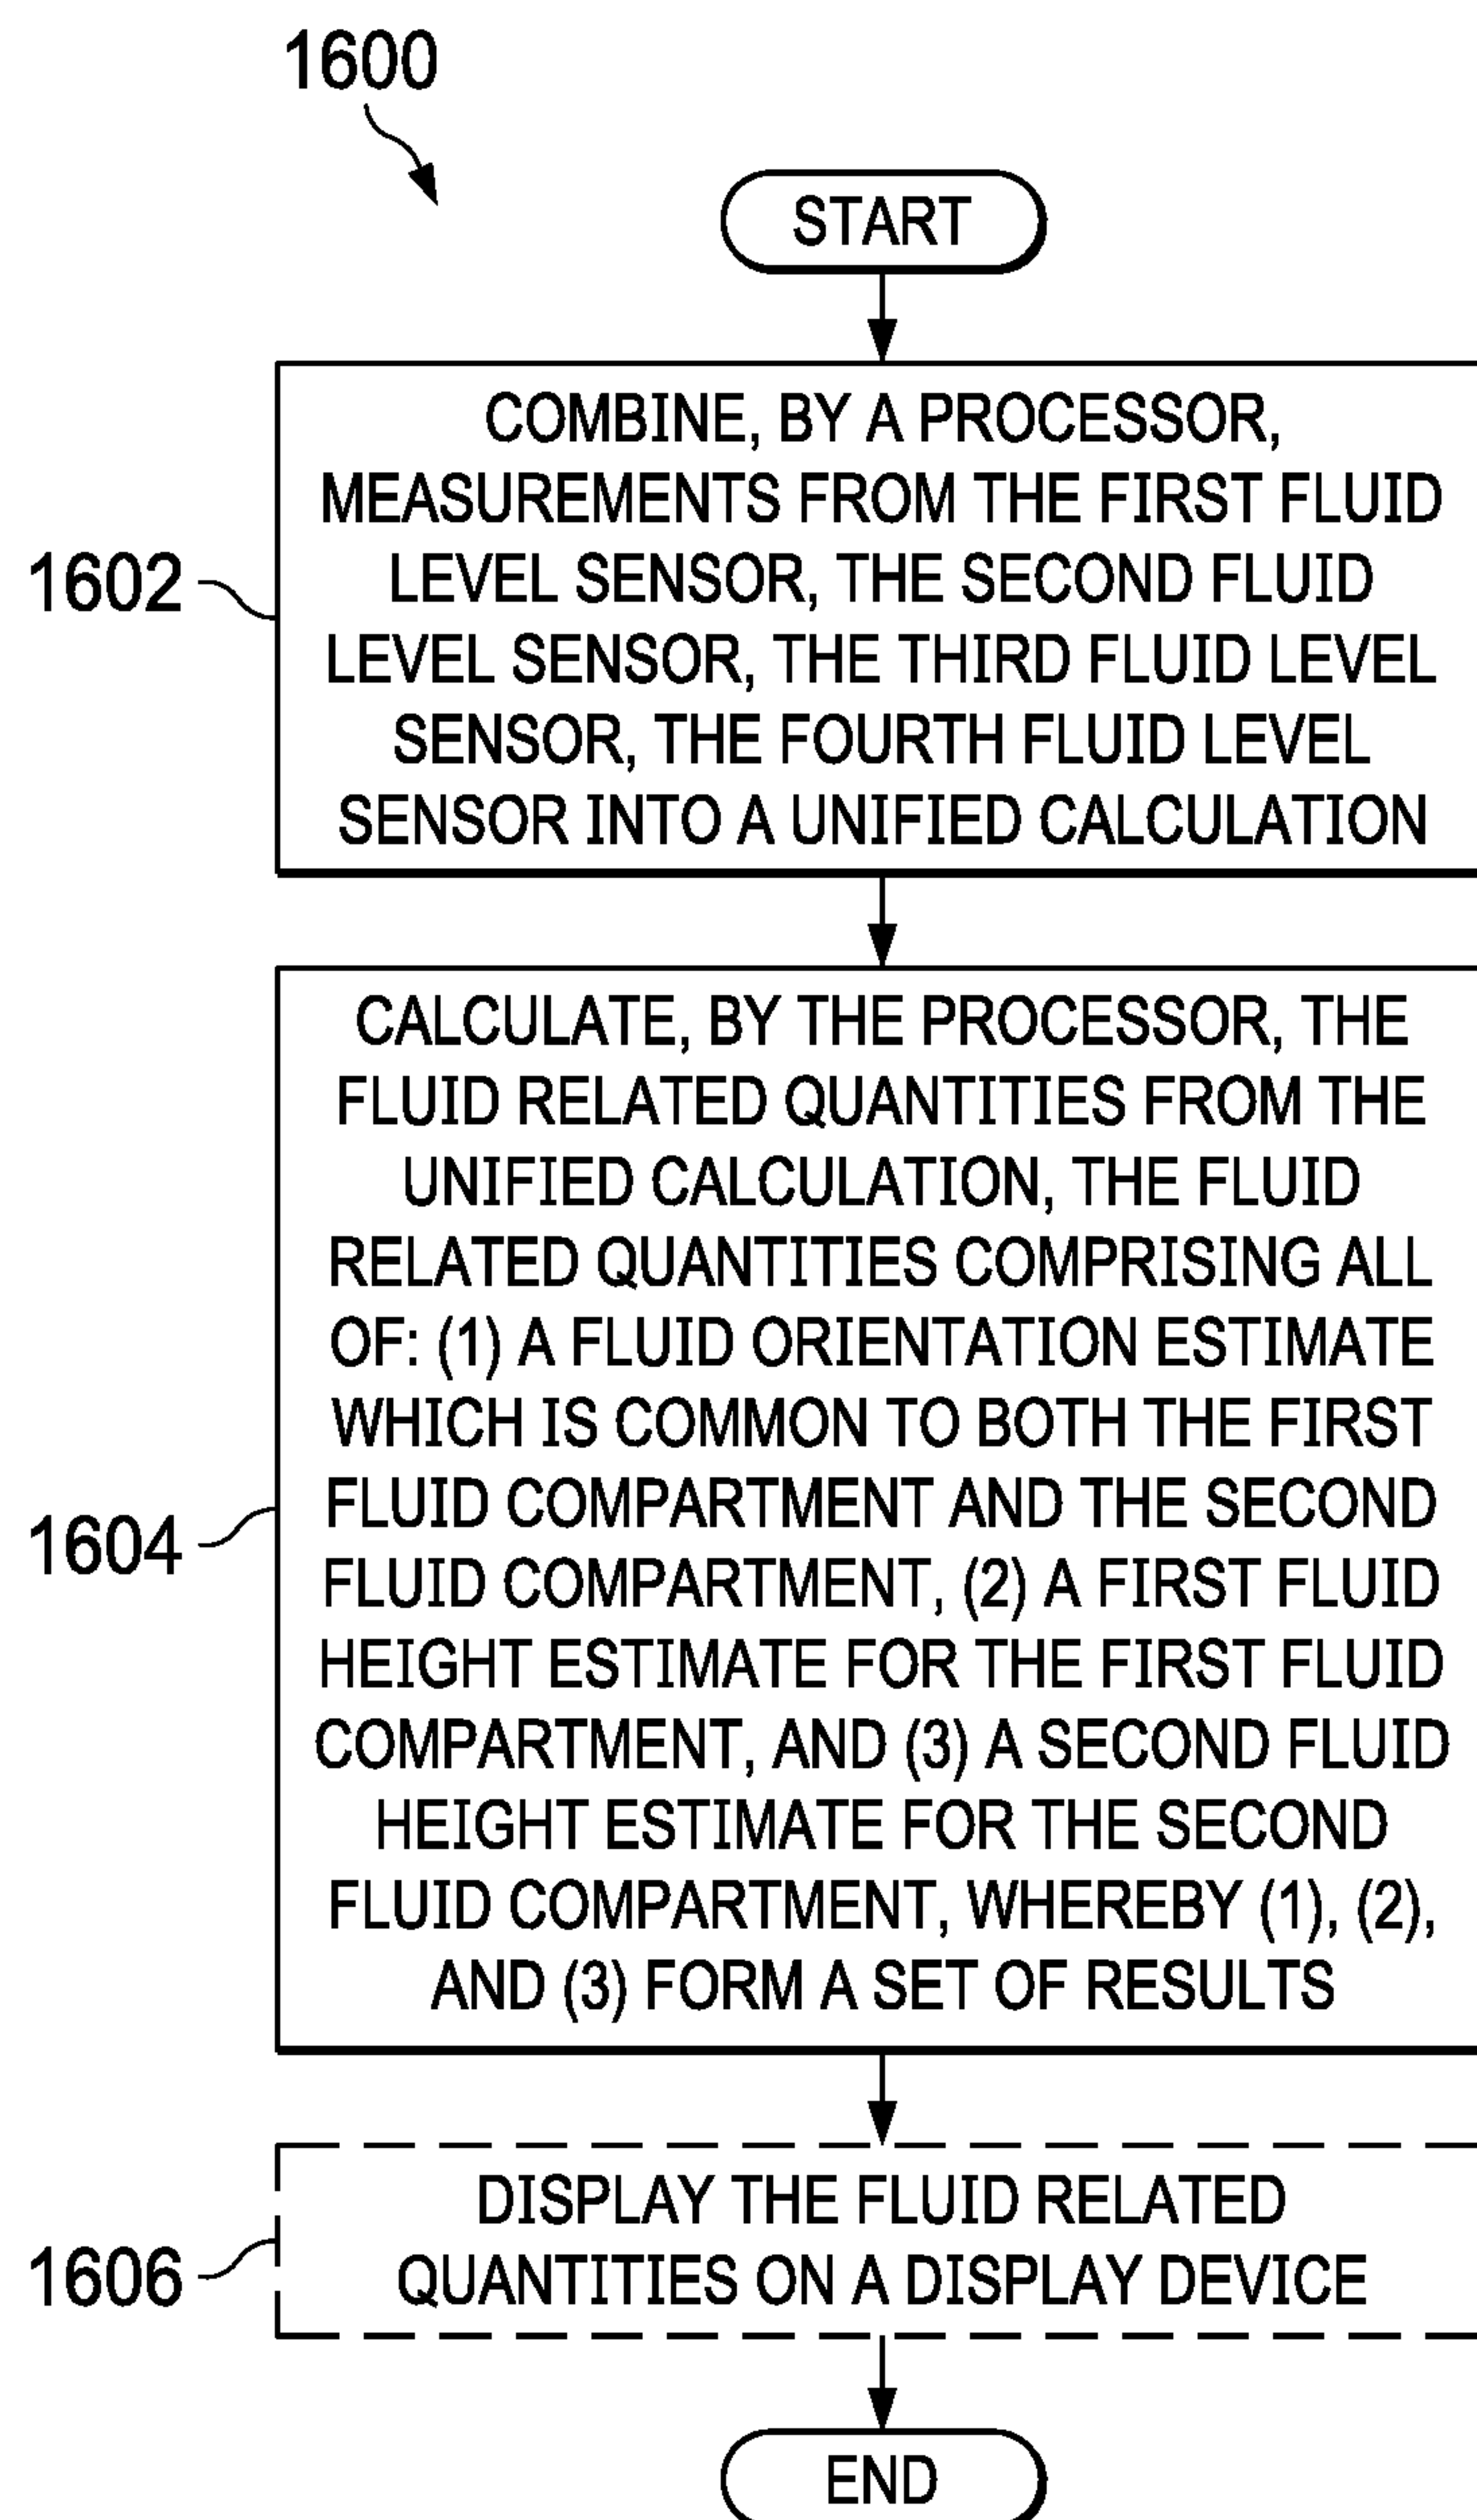 1600
START
COMBINE, BY A PROCESSOR,
MEASUREMENTS FROM THE FIRST FLUID
LEVEL SENSOR, THE SECOND FLUID
LEVEL SENSOR, THE THIRD FLUID LEVEL
SENSOR, THE FOURTH FLUID LEVEL
SENSOR INTO A UNIFIED CALCULATION
1602
CALCULATE, BY THE PROCESSOR, THE
FLUID RELATED QUANTITIES FROM THE
UNIFIED CALCULATION, THE FLUID
RELATED QUANTITIES COMPRISING ALL
OF: (1) A FLUID ORIENTATION ESTIMATE
WHICH IS COMMON TO BOTH THE FIRST
FLUID COMPARTMENT AND THE SECOND
FLUID COMPARTMENT, (2) A FIRST FLUID
HEIGHT ESTIMATE FOR THE FIRST FLUID
COMPARTMENT, AND (3) A SECOND FLUID
HEIGHT ESTIMATE FOR THE SECOND
FLUID COMPARTMENT, WHEREBY (1), (2),
AND (3) FORM A SET OF RESULTS
1604
DISPLAY THE FLUID RELATED
QUANTITIES ON A DISPLAY DEVICE
1606
END